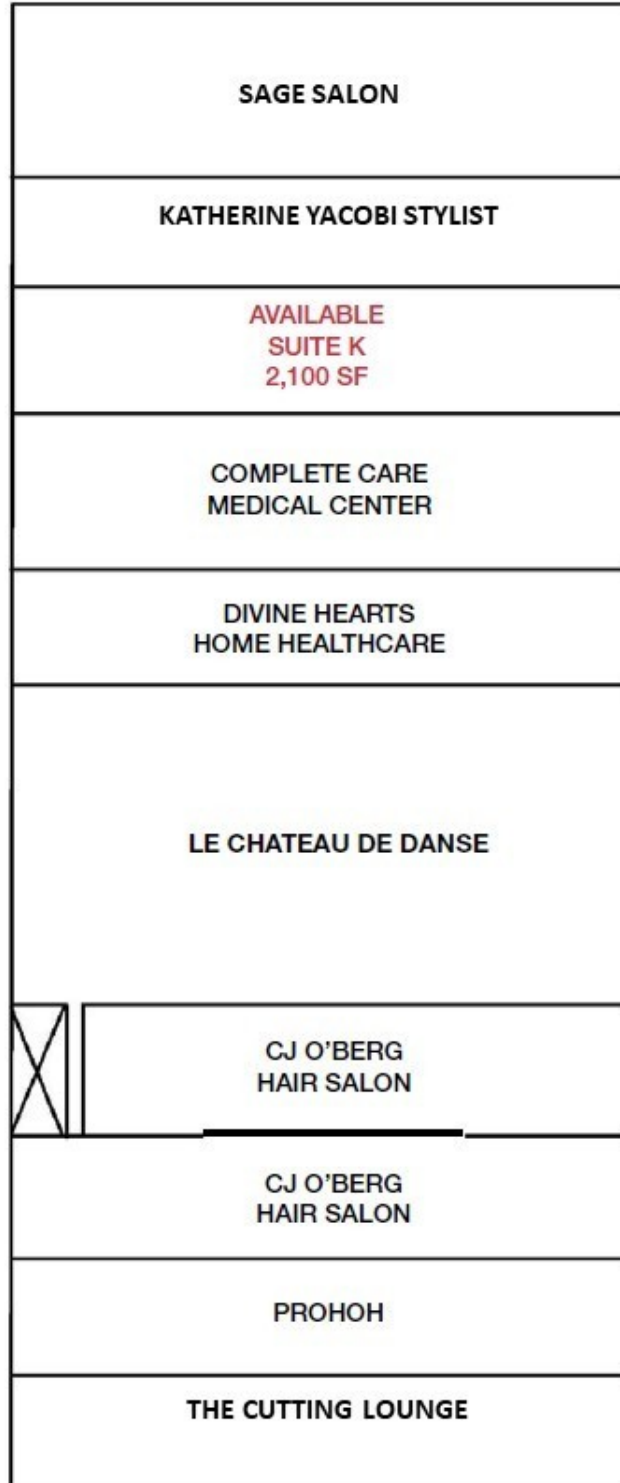 SAGE SALON
KATHERINE YACOBI STYLIST
AVAILABLE
SUITE K
2,100 SF
COMPLETE CARE
MEDICAL CENTER
DIVINE HEARTS
HOME HEALTHCARE
LE CHATEAU DE DANSE
CJ O'BERG
HAIR SALON
CJ O'BERG
HAIR SALON
PROHOH
THE CUTTING LOUNGE